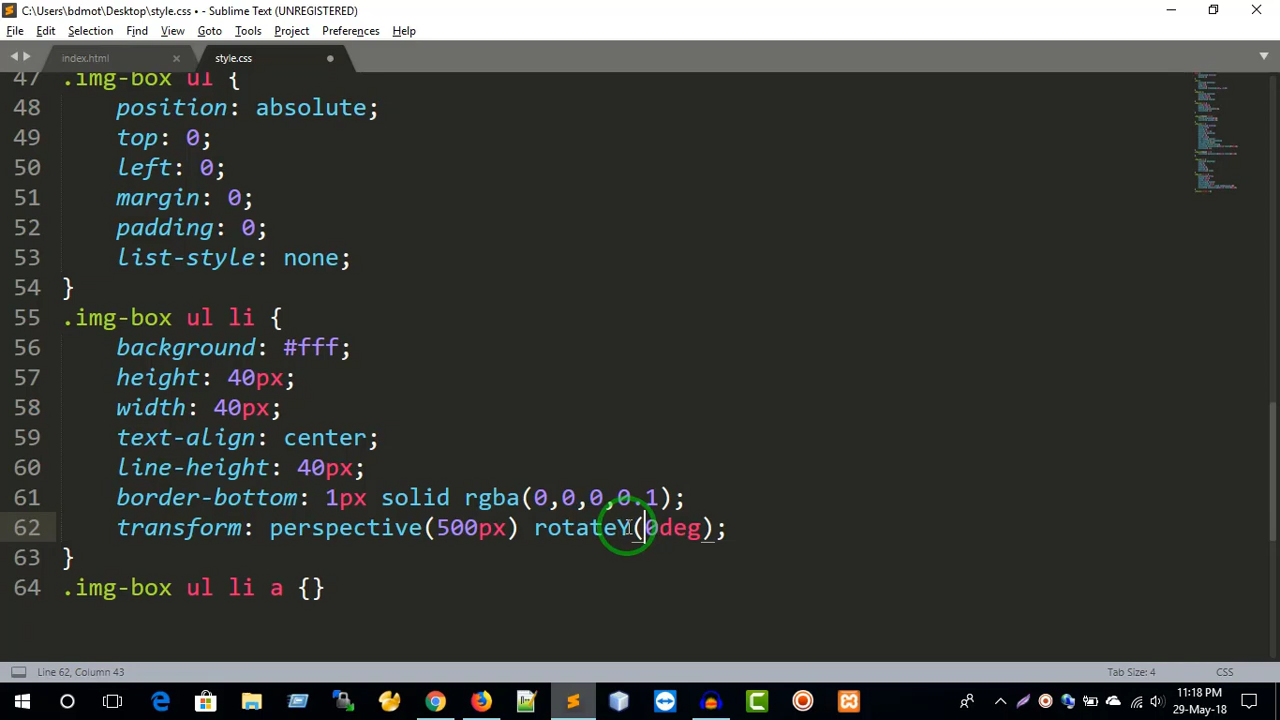 C:\Users\bdmot\Desktop\style.css • - Sublime Text (UNREGISTERED)
File Edit Selection Find View Goto Tools Project Preferences Help
index.html style.css
47 .img-box ul {
48 position: absolute;
49 top: 0;
50 left: 0;
51 margin: 0;
52 padding: 0;
53 list-style: none;
54 }
55 .img-box ul li {
56 background: #fff;
57 height: 40px;
58 width: 40px;
59 text-align: center;
60 line-height: 40px;
61 border-bottom: 1px solid rgba(0,0,0,0.1);
62 transform: perspective(500px) rotateY(0deg);
63 }
64 .img-box ul li a {}
Line 62, Column 43 Tab Size: 4 CSS
11:18 PM
29-May-18